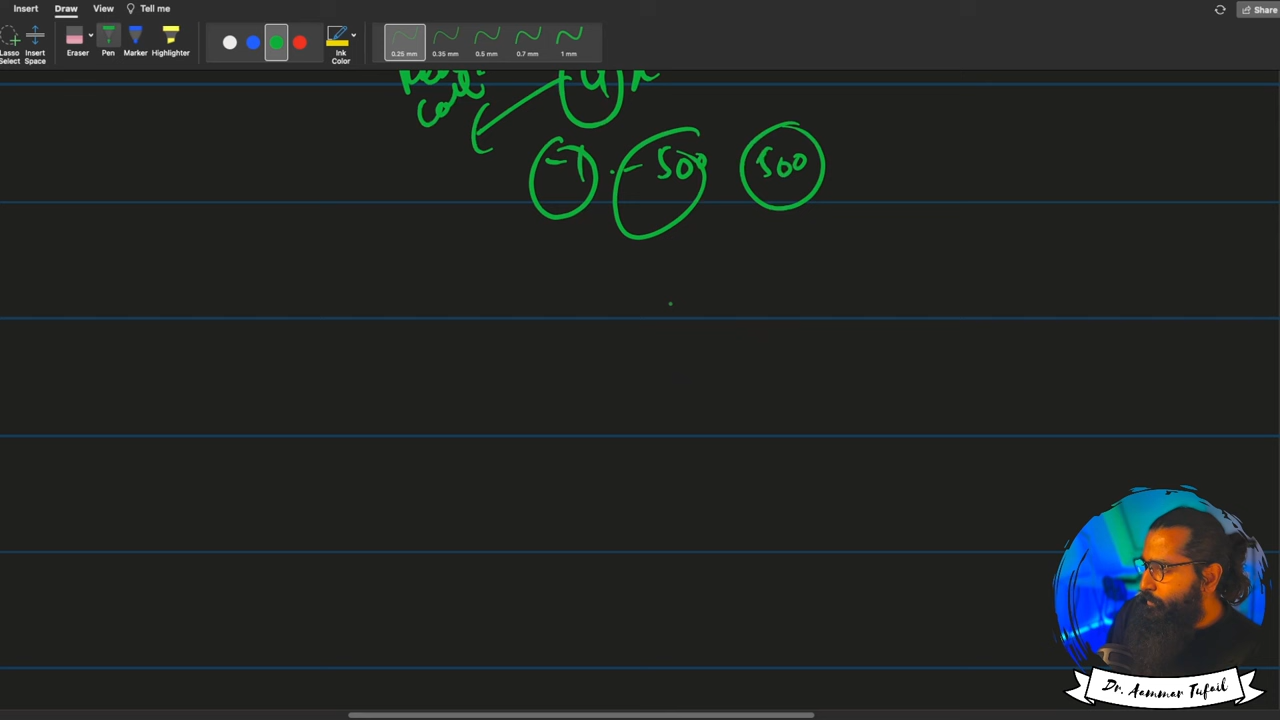 Insert Draw View Tell me
Share
Lasso Select
Insert Space
Eraser
Pen
Marker
Highlighter
Ink Color
0.25 mm 0.35 mm 0.5 mm 0.7 mm 1 mm
-500 500
Dr. Aammar Tufail